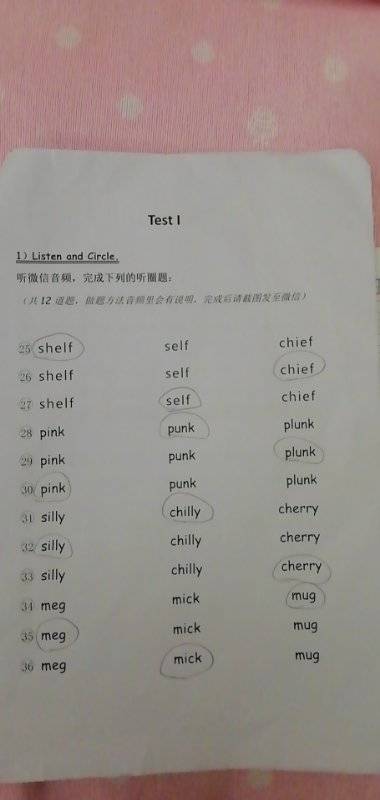 Test I
1) Listen and Circle.
听微信音频，完成下列的听圈题：
（共 12 道题，做题方法音频里会有说明，完成后请截图发至微信）
25 shelf self chief
26 shelf self chief
27 shelf self chief
28 pink punk plunk
29 pink punk plunk
30 pink punk plunk
31 silly chilly cherry
32 silly chilly cherry
33 silly chilly cherry
34 meg mick mug
35 meg mick mug
36 meg mick mug